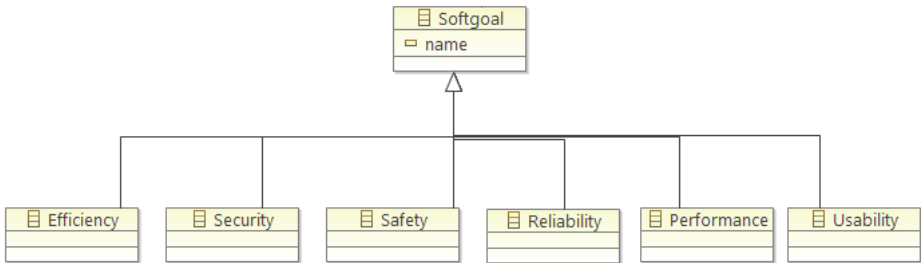 Softgoal
name
Efficiency
Security
Safety
Reliability
Performance
Usability